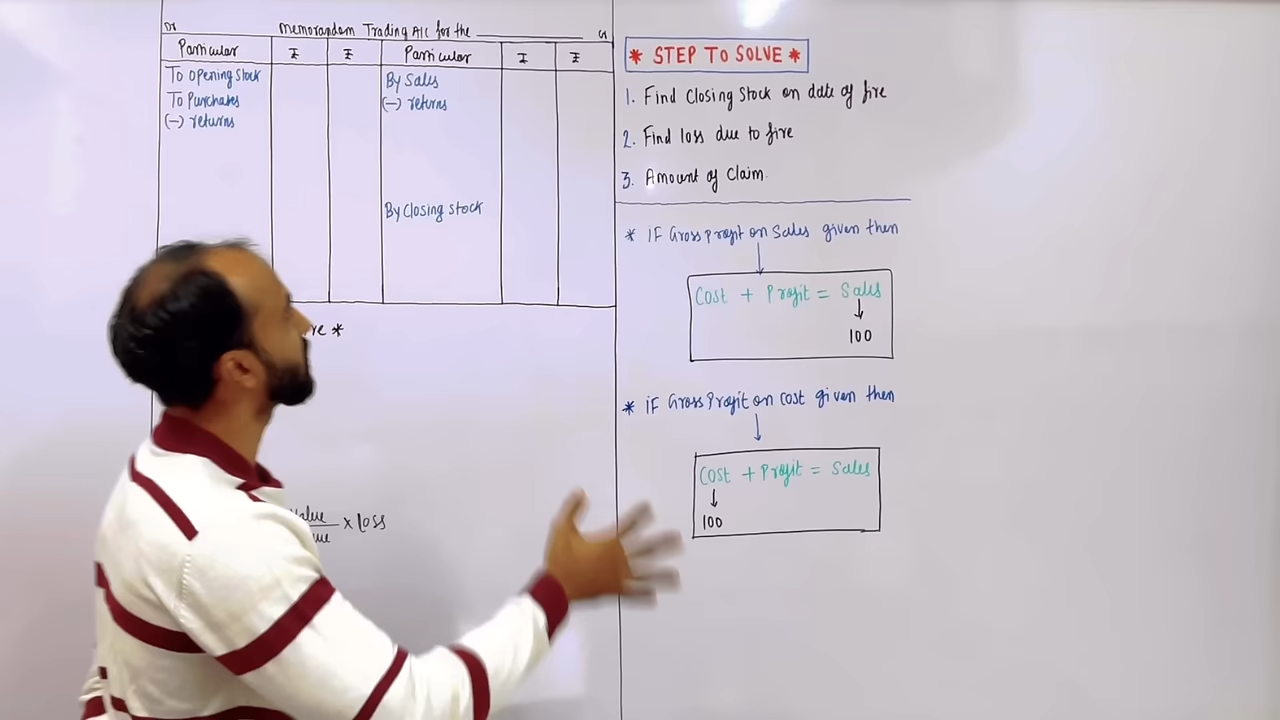 Dr Memorandam Trading A/C for the ____________ Cr
Particular ₹ ₹ Particular ₹ ₹
To opening stock By Sales
To Purchases (-) returns
(-) returns
By Closing stock
* STEP TO SOLVE *
1. Find Closing Stock on date of fire
2. Find loss due to fire
3. Amount of Claim.
* IF Gross profit on Sales given then
Cost + Profit = Sales
100
* iF Gross Profit on Cost given then
Cost + Profit = Sales
100
re *
Value × loss